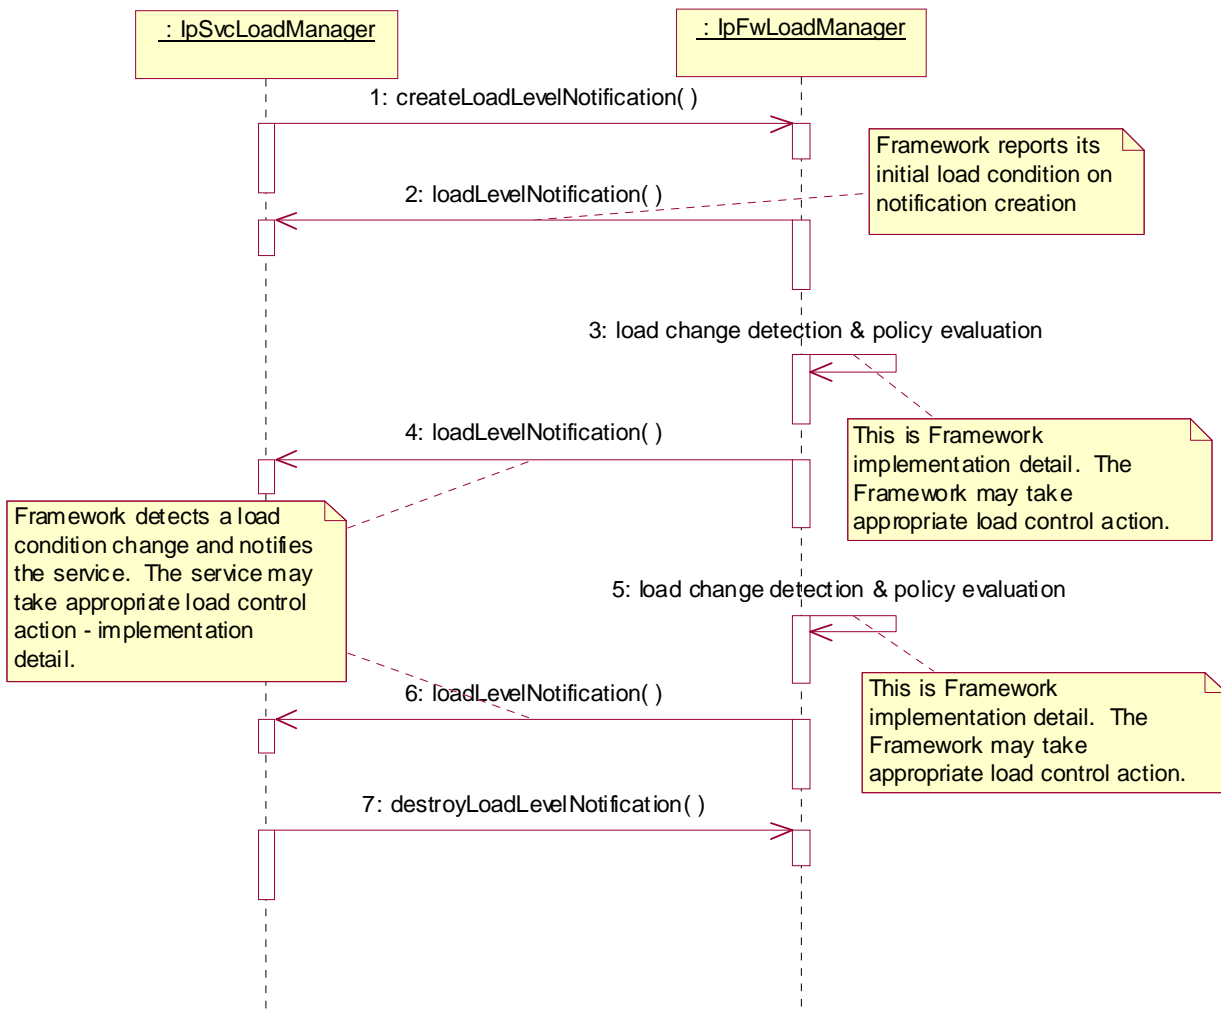 : IpSvcLoadManager
: IpFwLoadManager
1: createLoadLevelNotification( )
Framework reports its
initial load condition on
notification creation
2: loadLevelNotification( )
3: load change detection & policy evaluation
This is Framework
implementation detail. The
Framework may take
appropriate load control action.
4: loadLevelNotification( )
Framework detects a load
condition change and notifies
the service. The service may
take appropriate load control
action - implementation
detail.
5: load change detection & policy evaluation
This is Framework
implementation detail. The
Framework may take
appropriate load control action.
6: loadLevelNotification( )
7: destroyLoadLevelNotification( )